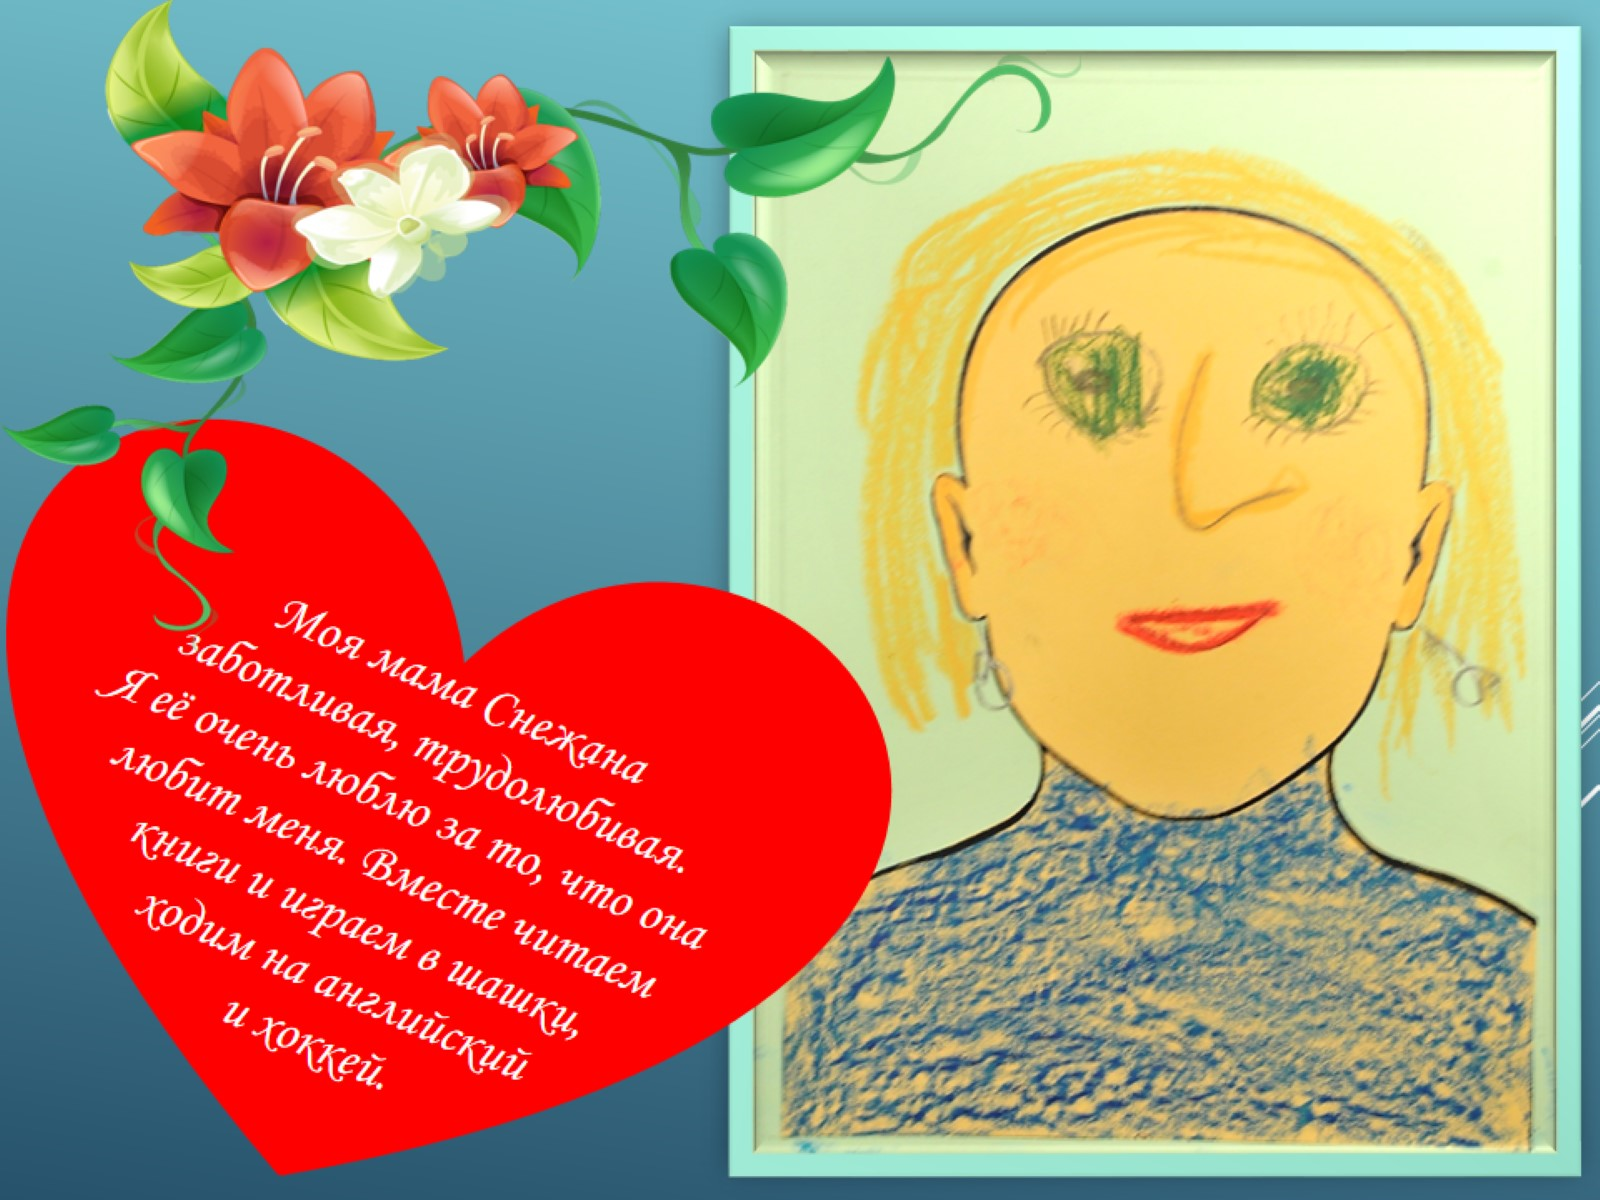 Моя мама Снежана
заботливая, трудолюбивая.
Я её очень люблю за то, что она
любит меня. Вместе читаем
книги и играем в шашки,
ходим на английский
и хоккей.